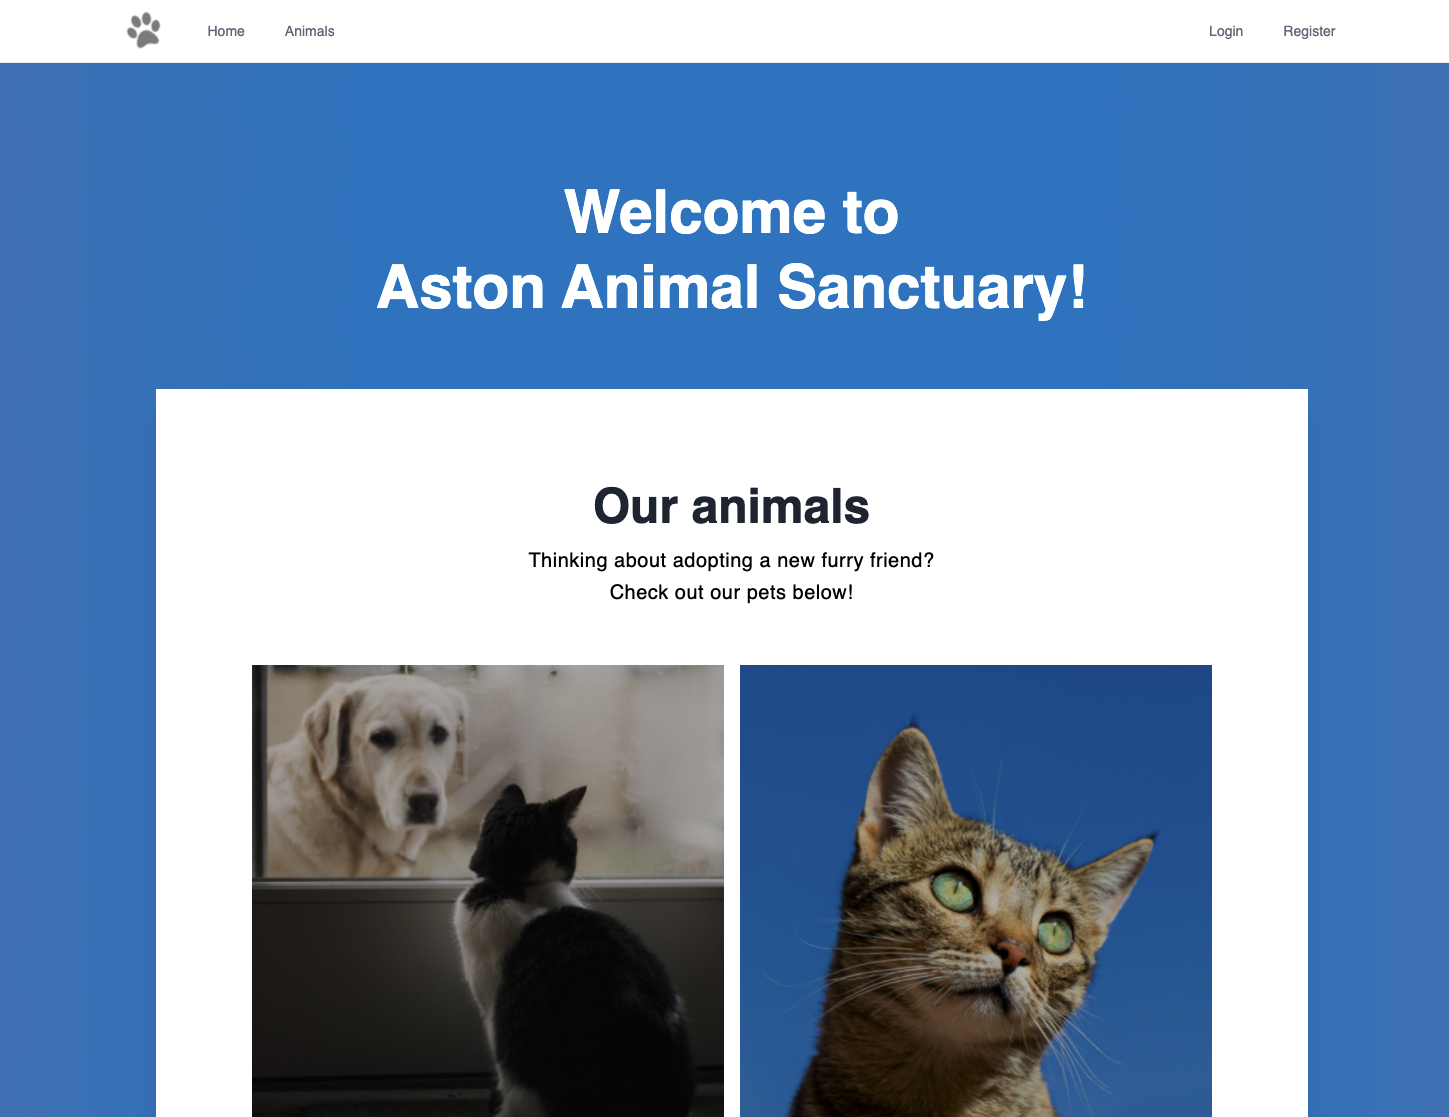 Home
Animals
Login
Register
Welcome to
Aston Animal Sanctuary!
Our animals
Thinking about adopting a new furry friend?
Check out our pets below!